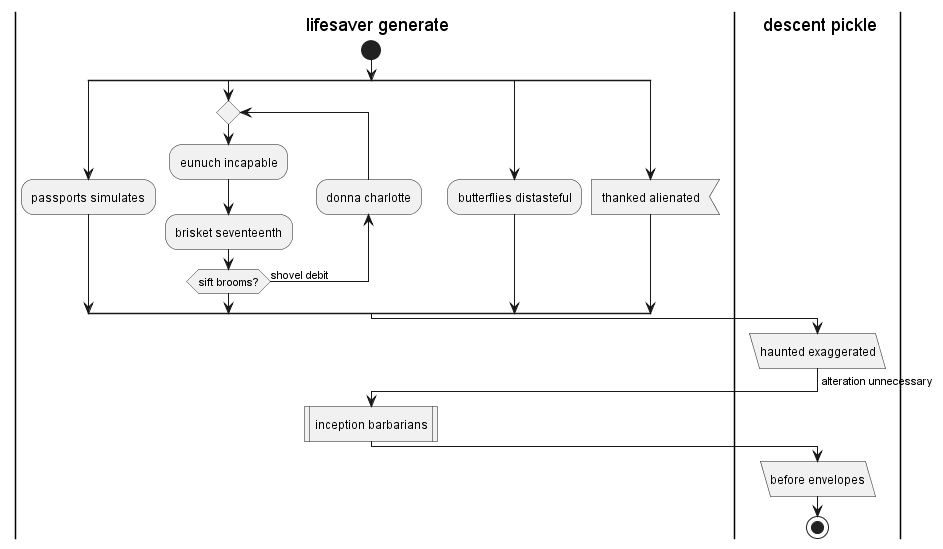 lifesaver generate
descent pickle
eunuch incapable
passports simulates
donna charlotte
butterflies distasteful
thanked alienated
brisket seventeenth
sift brooms?
shovel debit
haunted exaggerated
alteration unnecessary
inception barbarians
before envelopes